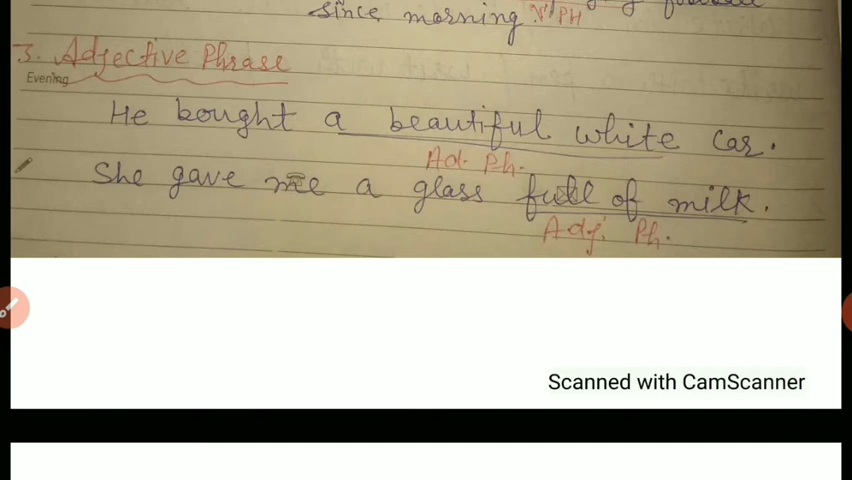 since morning V/PH
3. Adjective Phrase
Evening
He bought a beautiful white car.
Ad. Ph.
She gave me a glass full of milk.
Adj. Ph.
Scanned with CamScanner